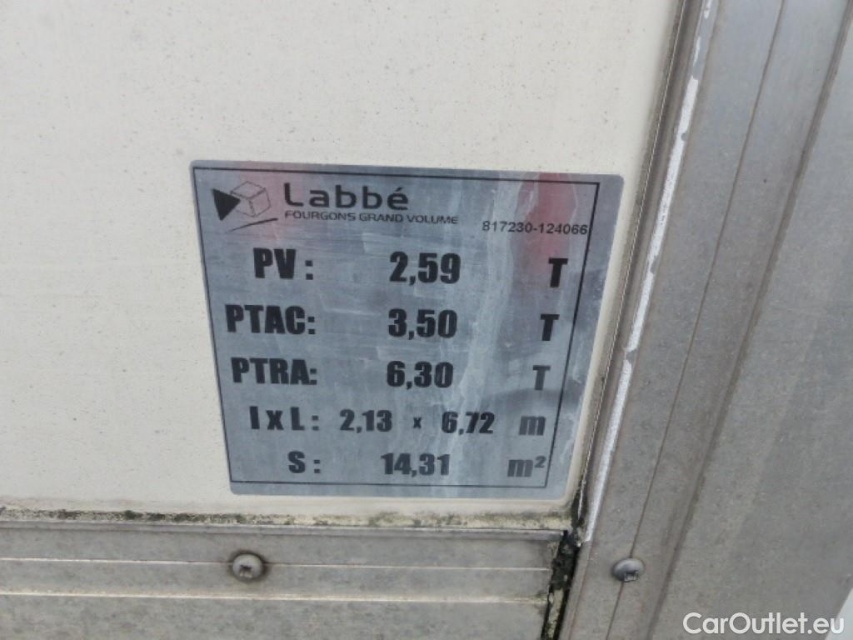 Labbé
FOURGONS GRAND VOLUME
817230-124066
PV: 2,59 T
PTAC: 3,50 T
PTRA: 6,30 T
l x L: 2,13 x 6,72 m
S: 14,31 m²
CarOutlet.eu